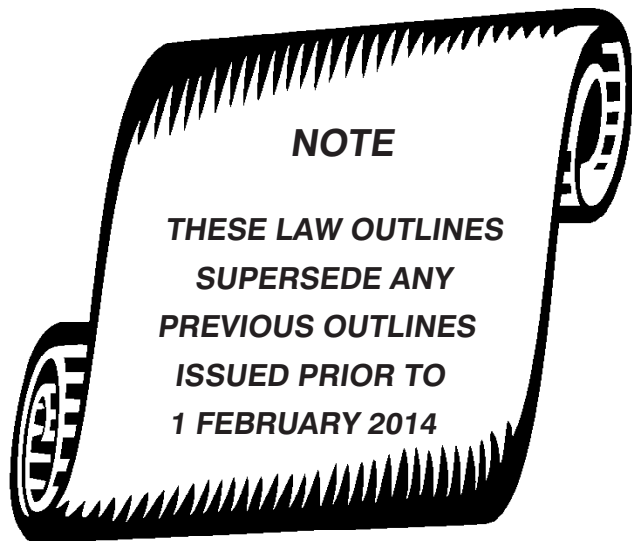 NOTE
THESE LAW OUTLINES
SUPERSEDE ANY
PREVIOUS OUTLINES
ISSUED PRIOR TO
1 FEBRUARY 2014